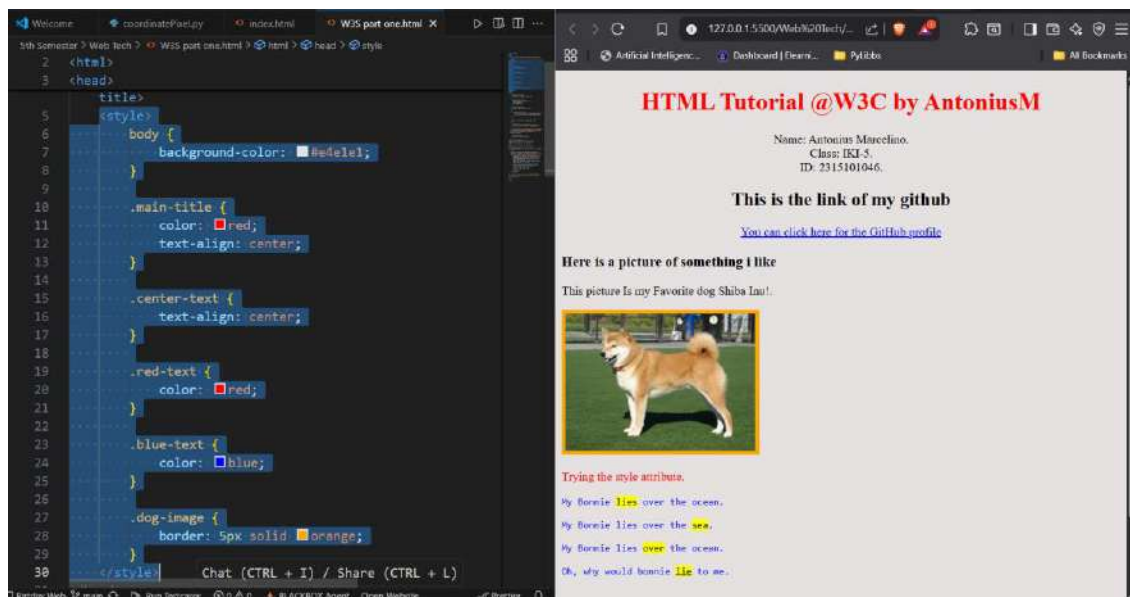 Welcome coordinatePixel.py index.html W3S part one.html
5th Semester > Web Tech > W3S part one.html > html > head > style
2 <html>
3 <head>
title>
5 <style>
6 body {
7 background-color: #e4e1e1;
8 }
9
10 .main-title {
11 color: red;
12 text-align: center;
13 }
14
15 .center-text {
16 text-align: center;
17 }
18
19 .red-text {
20 color: red;
21 }
22
23 .blue-text {
24 color: blue;
25 }
26
27 .dog-image {
28 border: 5px solid orange;
29 }
30 </style>
Chat (CTRL + I) / Share (CTRL + L)
main 0 0 BLACKBOX Agent Open Website Prettier
127.0.0.1:5500/Web%20Tech/...
Artificial Intelligenc... Dashboard | Elearni... PyLibbs All Bookmarks
HTML Tutorial @W3C by AntoniusM
Name: Antonius Marcelino.
Class: IKI-5.
ID: 2315101046.
This is the link of my github
You can click here for the GitHub profile
Here is a picture of something i like
This picture Is my Favorite dog Shiba Inu!.
Trying the style attribute.
My Bonnie lies over the ocean.
My Bonnie lies over the sea.
My Bonnie lies over the ocean.
Oh, why would bonnie lie to me.